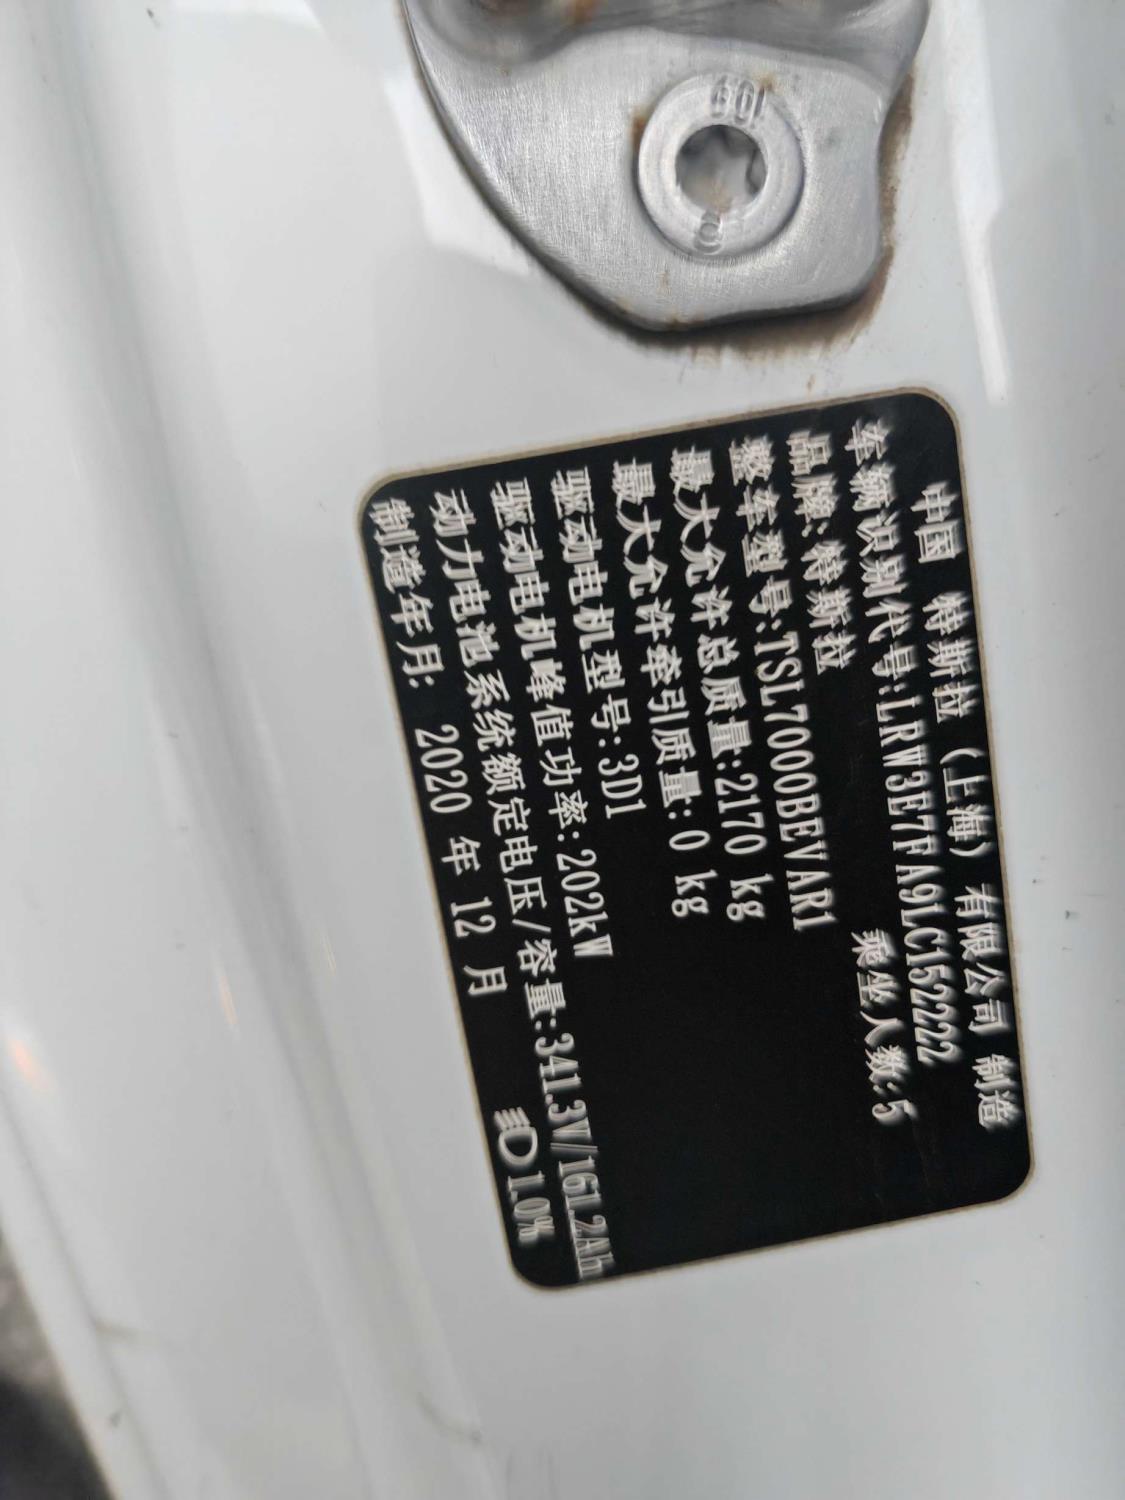 中国 特斯拉 (上海) 有限公司 制造
车辆识别代号:LRW3E7FA9LC152222
品牌:特斯拉 乘坐人数:5
整车型号:TSL7000BEVAR1
最大允许总质量:2170 kg
最大允许牵引质量:0 kg
驱动电机型号:3D1
驱动电机峰值功率:202kW
动力电池系统额定电压/容量:341.3V/161.2Ah
制造年月: 2020 年 12 月 1.0%
109
8